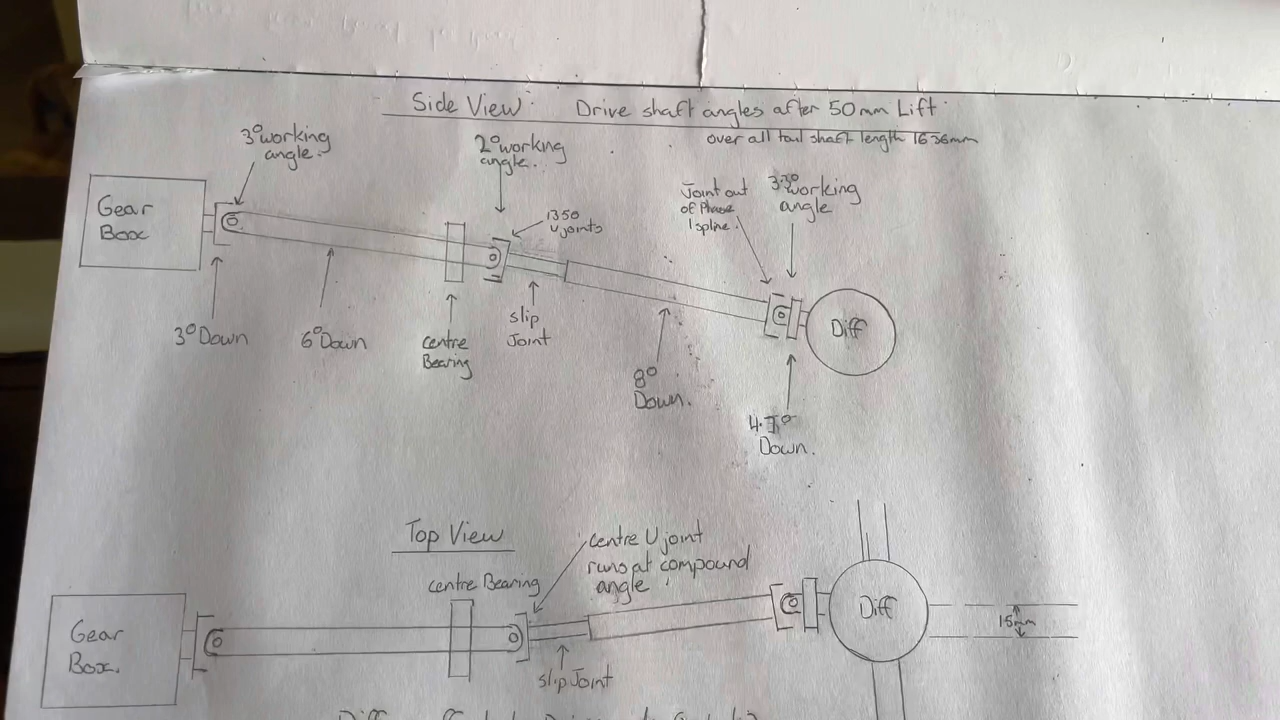 Side View: Drive shaft angles after 50mm Lift.
over all tail shaft length 1636mm
3° working
angle.
2° working
angle.
1350
U joints
Joint out
of Phase
1 spline.
3.3° working
angle
Gear
Box
Diff
3° Down
6° Down
centre
Bearing
slip
Joint
8°
Down.
4.7°
Down.
Top View
centre U joint
runs at compound
angle
centre Bearing
Gear
Box.
Diff
15mm
slip Joint